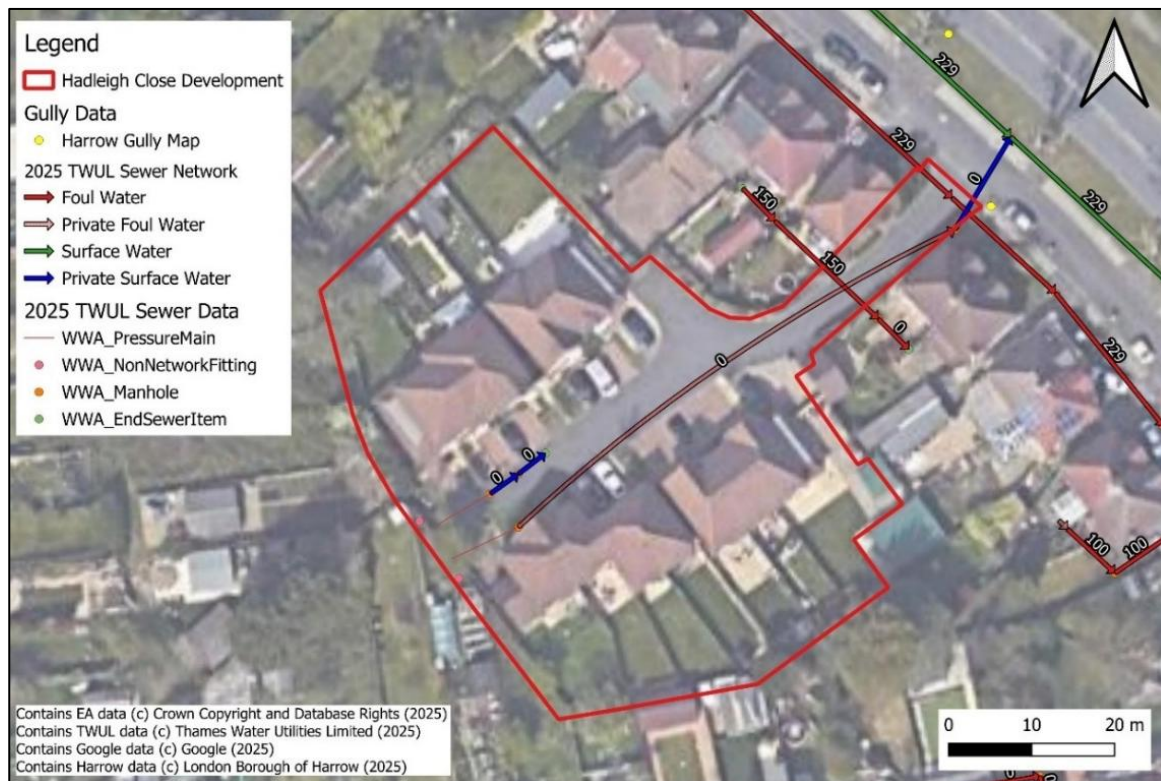 Legend
Hadleigh Close Development
Gully Data
Harrow Gully Map
2025 TWUL Sewer Network
Foul Water
Private Foul Water
Surface Water
Private Surface Water
2025 TWUL Sewer Data
WWA_PressureMain
WWA_NonNetworkFitting
WWA_Manhole
WWA_EndSewerItem
229
229
0
229
150
150
0
0
229
0
0
100
100
0
0
Contains EA data (c) Crown Copyright and Database Rights (2025)
Contains TWUL data (c) Thames Water Utilities Limited (2025)
Contains Google data (c) Google (2025)
Contains Harrow data (c) London Borough of Harrow (2025)
0 10 20 m